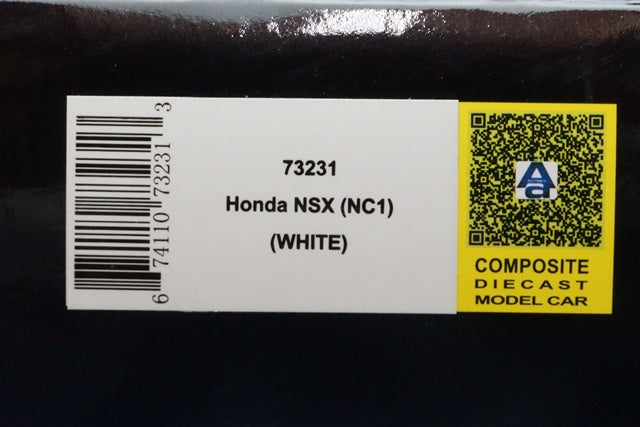 6 74110 73231 3
73231
Honda NSX (NC1)
(WHITE)
COMPOSITE
DIECAST
MODEL CAR